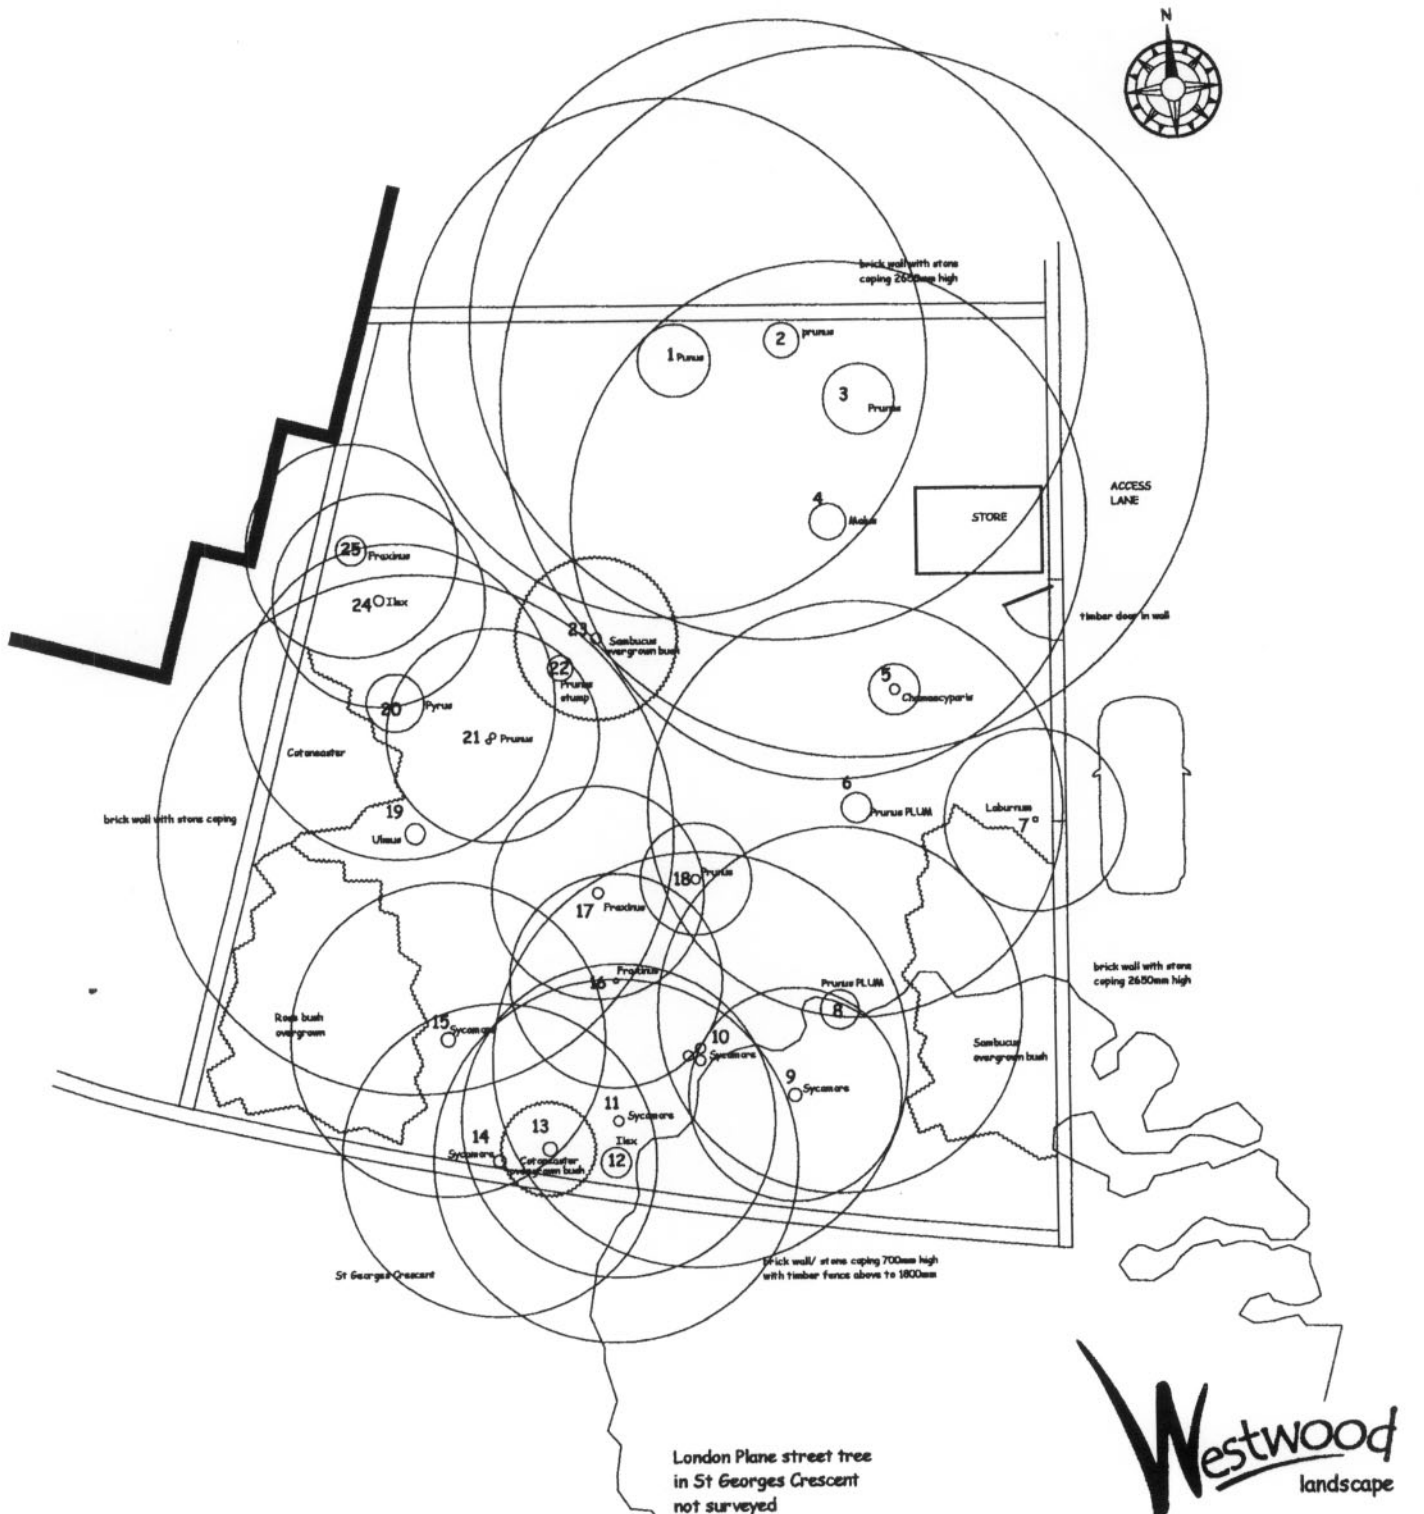 N
brick wall with stone
coping 2650mm high
1 Punus
2 prunus
3 Prunus
4 Malus
STORE
ACCESS
LANE
timber door in wall
25 Fraxinus
24 Ilex
23 Sambucus
overgrown bush
22
Prunus
stump
5
Chamaecyparis
20 Pyrus
21 Prunus
Cotoneaster
6
Prunus PLUM
Laburnum
7
19
Ulmus
brick wall with stone coping
18 Prunus
17 Fraxinus
16 Fraxinus
brick wall with stone
coping 2650mm high
Prunus PLUM
8
Rosa bush
overgrown
15 Sycamore
10
Sycamore
Sambucus
overgrown bush
9 Sycamore
11 Sycamore
13
Cotoneaster
overgrown bush
14
Sycamore
Ilex
12
brick wall/ stone coping 700mm high
with timber fence above to 1800mm
St Georges Crescent
London Plane street tree
in St Georges Crescent
not surveyed
Westwood
landscape